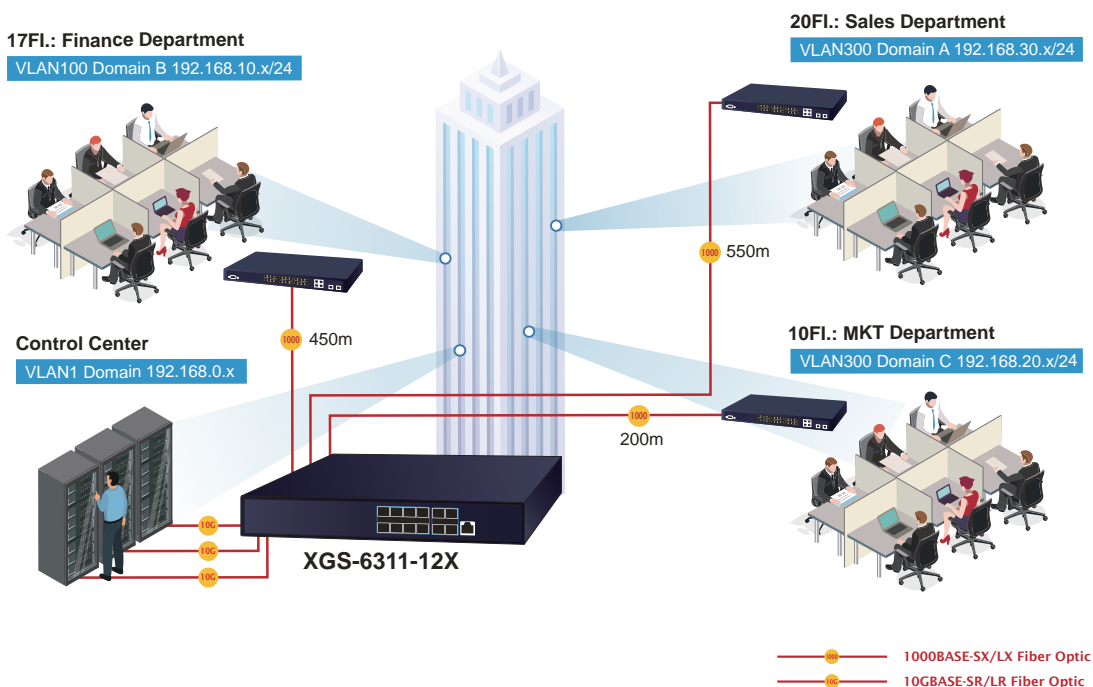 17Fl.: Finance Department
VLAN100 Domain B 192.168.10.x/24
20Fl.: Sales Department
VLAN300 Domain A 192.168.30.x/24
1000
550m
1000
450m
Control Center
VLAN1 Domain 192.168.0.x
10Fl.: MKT Department
VLAN300 Domain C 192.168.20.x/24
1000
200m
10G
10G
10G
XGS-6311-12X
1000
1000BASE-SX/LX Fiber Optic
10G
10GBASE-SR/LR Fiber Optic